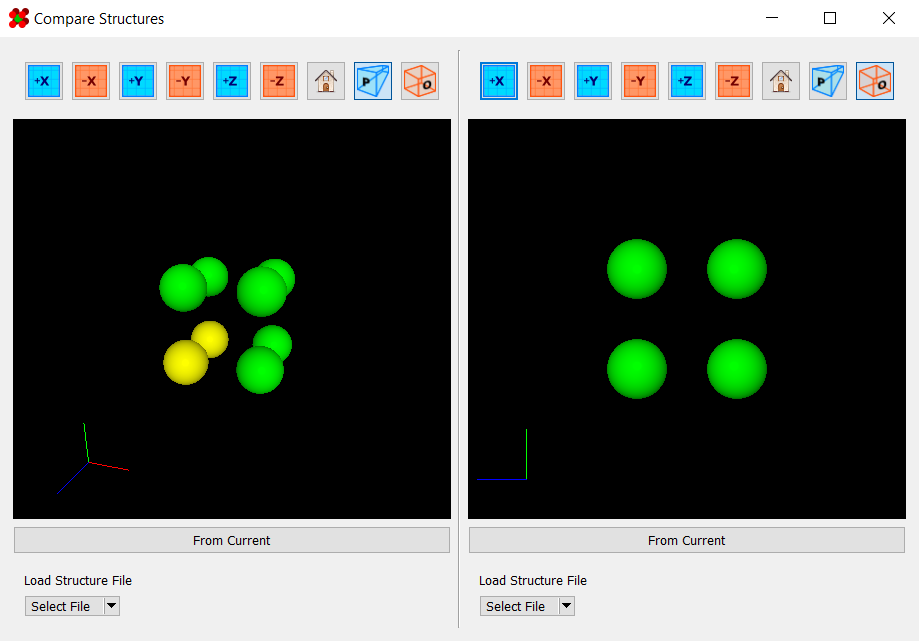 Compare Structures
+X -X +Y -Y +Z -Z P O
+X -X +Y -Y +Z -Z P O
From Current
From Current
Load Structure File
Load Structure File
Select File
Select File